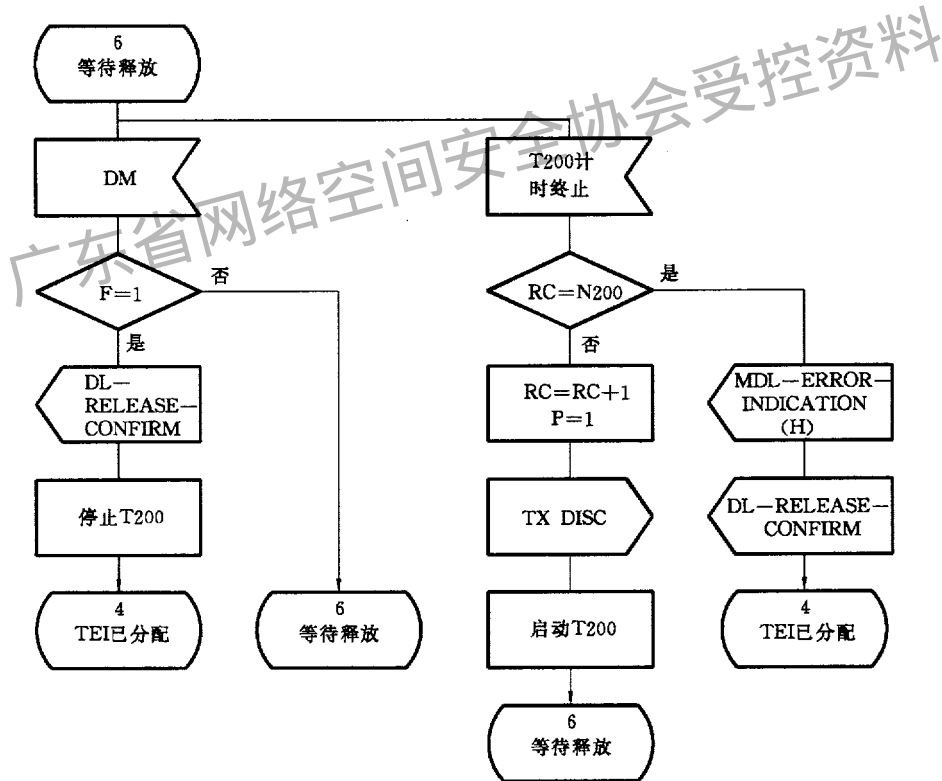 6
等待释放
DM
F=1
否
是
DL-
RELEASE-
CONFIRM
停止T200
4
TEI已分配
6
等待释放
T200计
时终止
RC=N200
是
否
RC=RC+1
P=1
TX DISC
启动T200
6
等待释放
MDL-ERROR-
INDICATION
(H)
DL-RELEASE-
CONFIRM
4
TEI已分配
广东省网络空间安全协会受控资料